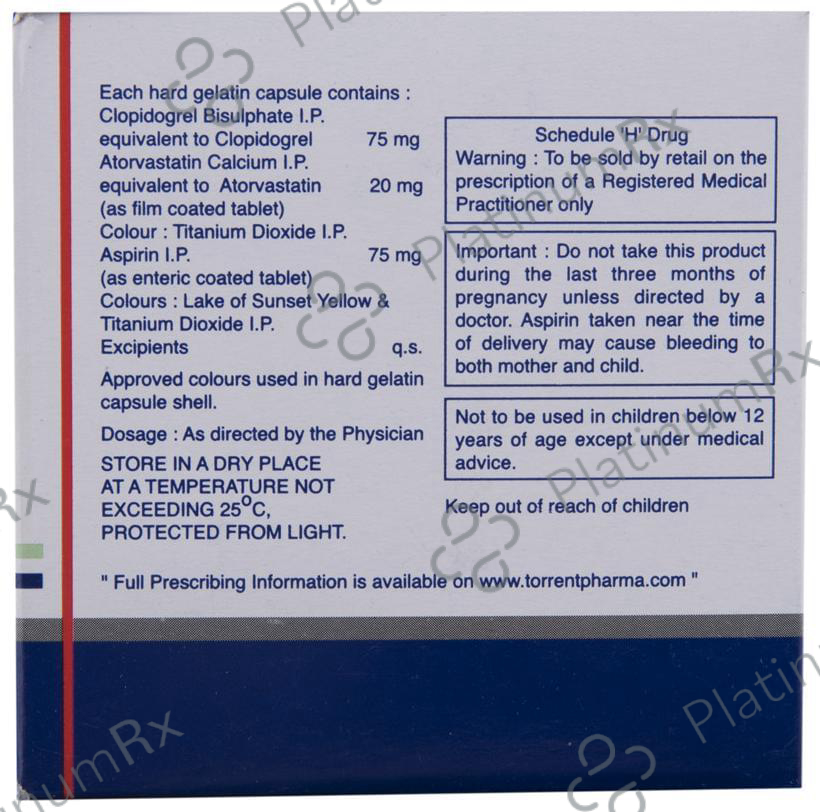 Each hard gelatin capsule contains :
Clopidogrel Bisulphate I.P.
equivalent to Clopidogrel 75 mg
Atorvastatin Calcium I.P.
equivalent to Atorvastatin 20 mg
(as film coated tablet)
Colour : Titanium Dioxide I.P.
Aspirin I.P. 75 mg
(as enteric coated tablet)
Colours : Lake of Sunset Yellow &
Titanium Dioxide I.P.
Excipients q.s.
Approved colours used in hard gelatin
capsule shell.
Dosage : As directed by the Physician
STORE IN A DRY PLACE
AT A TEMPERATURE NOT
EXCEEDING 25°C,
PROTECTED FROM LIGHT.
Schedule 'H' Drug
Warning : To be sold by retail on the
prescription of a Registered Medical
Practitioner only
Important : Do not take this product
during the last three months of
pregnancy unless directed by a
doctor. Aspirin taken near the time
of delivery may cause bleeding to
both mother and child.
Not to be used in children below 12
years of age except under medical
advice.
Keep out of reach of children
" Full Prescribing Information is available on www.torrentpharma.com "
PlatinumRx
PlatinumRx
Platin
inumRx
Plat
Rx